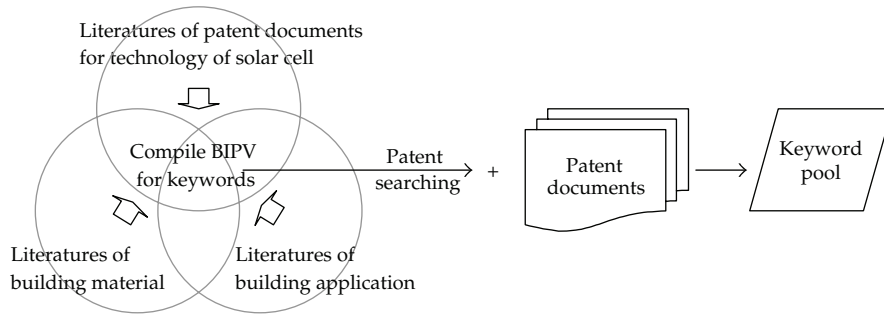 Literatures of patent documents
for technology of solar cell
Compile BIPV
for keywords
Literatures of
building material
Literatures of
building application
Patent
searching
+
Patent
documents
Keyword
pool